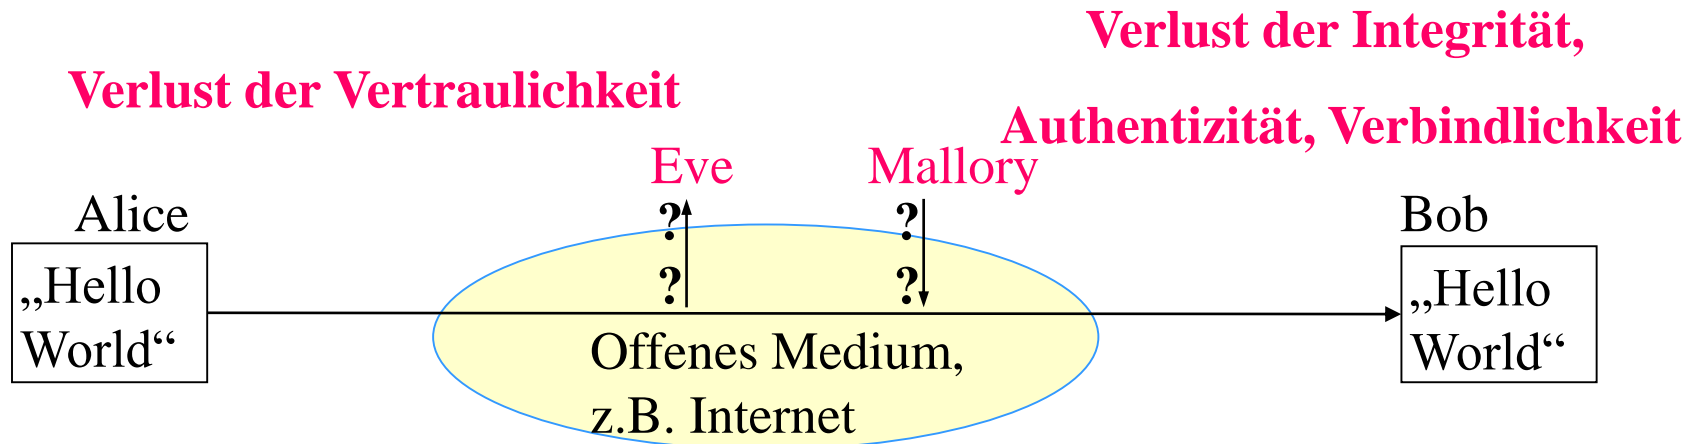 Verlust der Integrität,
Verlust der Vertraulichkeit
Authentizität, Verbindlichkeit
Eve
Mallory
Alice
?
?
Bob
„Hello
World“
?
?
„Hello
World“
Offenes Medium,
z.B. Internet